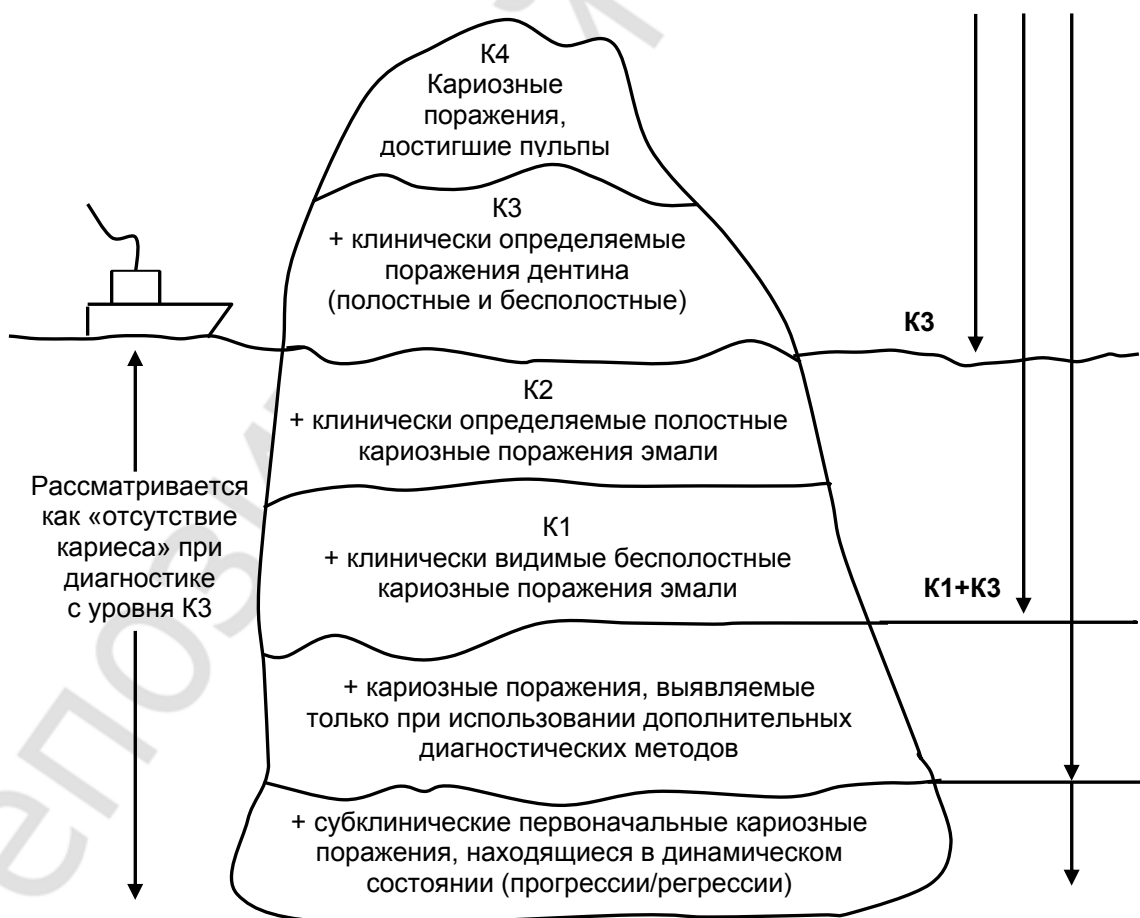 К4
Кариозные
поражения,
достигшие пульпы
К3
+ клинически определяемые
поражения дентина
(полостные и бесполостные)
К3
К2
+ клинически определяемые полостные
кариозные поражения эмали
Рассматривается
как «отсутствие
кариеса» при
диагностике
с уровня К3
К1
+ клинически видимые бесполостные
кариозные поражения эмали
К1+К3
+ кариозные поражения, выявляемые
только при использовании дополнительных
диагностических методов
+ субклинические первоначальные кариозные
поражения, находящиеся в динамическом
состоянии (прогрессии/регрессии)